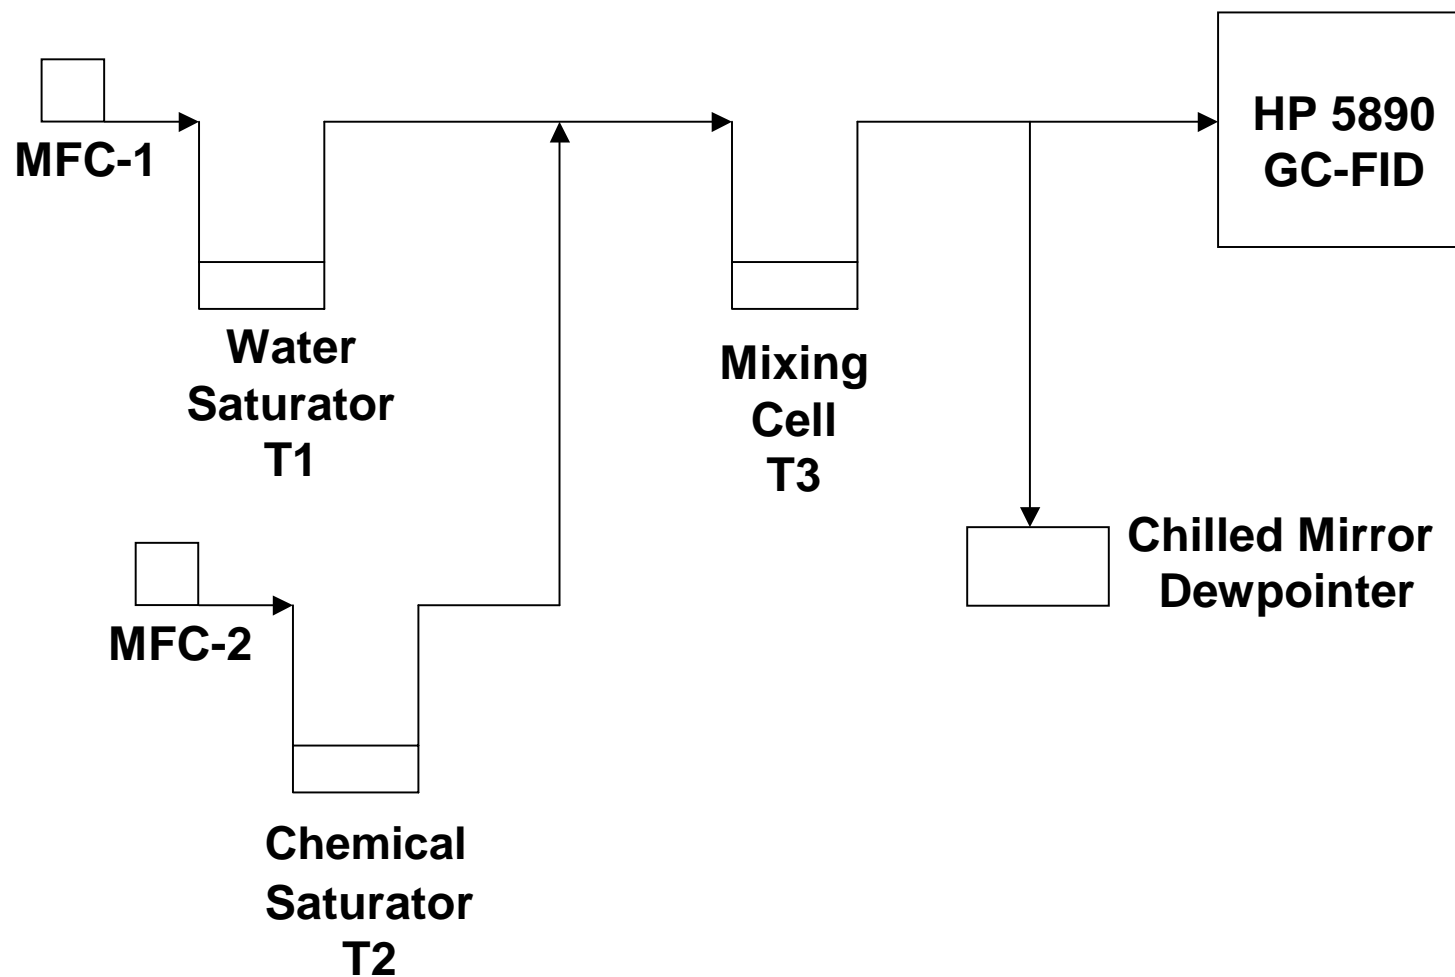 MFC-1
Water
Saturator
T1
MFC-2
Chemical
Saturator
T2
Mixing
Cell
T3
HP 5890
GC-FID
Chilled Mirror
Dewpointer